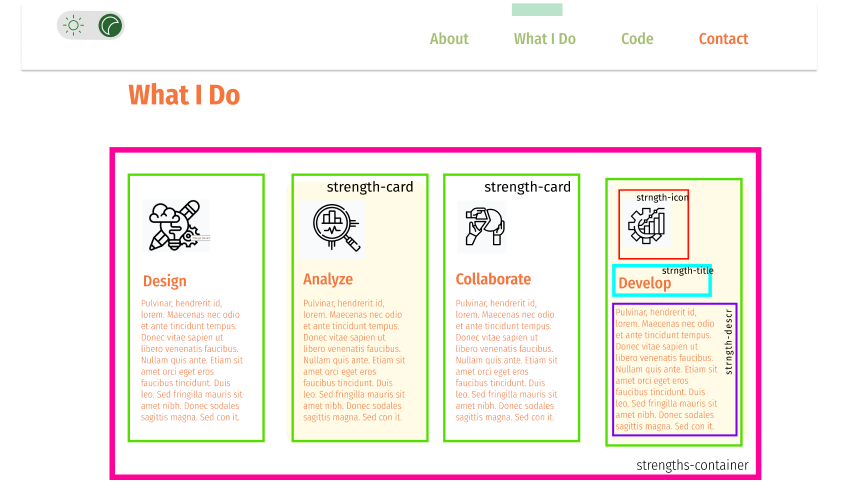 About
What I Do
Code
Contact
What I Do
strength-card
strength-card
strngth-icon
strngth-title
Design
Analyze
Collaborate
Develop
Pulvinar, hendrerit id,
lorem. Maecenas nec odio
et ante tincidunt tempus.
Donec vitae sapien ut
libero venenatis faucibus.
Nullam quis ante. Etiam sit
amet orci eget eros
faucibus tincidunt. Duis
leo. Sed fringilla mauris sit
amet nibh. Donec sodales
sagittis magna. Sed con it.
Pulvinar, hendrerit id,
lorem. Maecenas nec odio
et ante tincidunt tempus.
Donec vitae sapien ut
libero venenatis faucibus.
Nullam quis ante. Etiam sit
amet orci eget eros
faucibus tincidunt. Duis
leo. Sed fringilla mauris sit
amet nibh. Donec sodales
sagittis magna. Sed con it.
Pulvinar, hendrerit id,
lorem. Maecenas nec odio
et ante tincidunt tempus.
Donec vitae sapien ut
libero venenatis faucibus.
Nullam quis ante. Etiam sit
amet orci eget eros
faucibus tincidunt. Duis
leo. Sed fringilla mauris sit
amet nibh. Donec sodales
sagittis magna. Sed con it.
Pulvinar, hendrerit id,
lorem. Maecenas nec odio
et ante tincidunt tempus.
Donec vitae sapien ut
libero venenatis faucibus.
Nullam quis ante. Etiam sit
amet orci eget eros
faucibus tincidunt. Duis
leo. Sed fringilla mauris sit
amet nibh. Donec sodales
sagittis magna. Sed con it.
strngth-descr
strengths-container